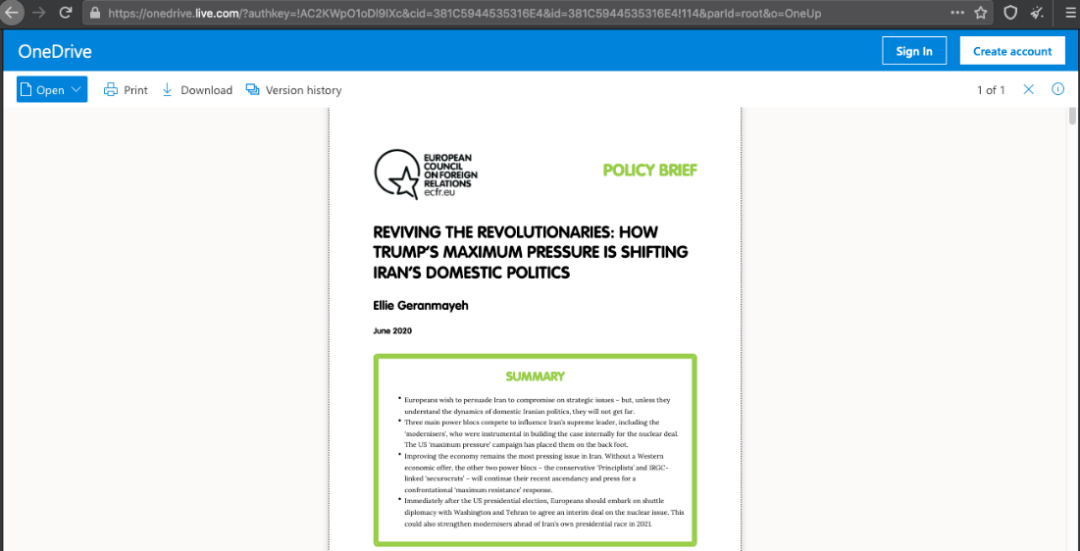 https://onedrive.live.com/?authkey=!AC2KWpO1oDl9lXc&cid=381C5944535316E4&id=381C5944535316E4!114&parId=root&o=OneUp
OneDrive
Sign In
Create account
Open
Print
Download
Version history
1 of 1
EUROPEAN
COUNCIL
ON FOREIGN
RELATIONS
ecfr.eu
POLICY BRIEF
REVIVING THE REVOLUTIONARIES: HOW
TRUMP'S MAXIMUM PRESSURE IS SHIFTING
IRAN'S DOMESTIC POLITICS
Ellie Geranmayeh
June 2020
SUMMARY
• Europeans wish to persuade Iran to compromise on strategic issues – but, unless they
understand the dynamics of domestic Iranian politics, they will not get far.
• Three main power blocs compete to influence Iran's supreme leader, including the
'modernisers', who were instrumental in building the case internally for the nuclear deal.
The US 'maximum pressure' campaign has placed them on the back foot.
• Improving the economy remains the most pressing issue in Iran. Without a Western
economic offer, the other two power blocs – the conservative 'Principlists' and IRGC-
linked 'securocrats' – will continue their recent ascendancy and press for a
confrontational 'maximum resistance' response.
• Immediately after the US presidential election, Europeans should embark on shuttle
diplomacy with Washington and Tehran to agree an interim deal on the nuclear issue. This
could also strengthen modernisers ahead of Iran's own presidential race in 2021.